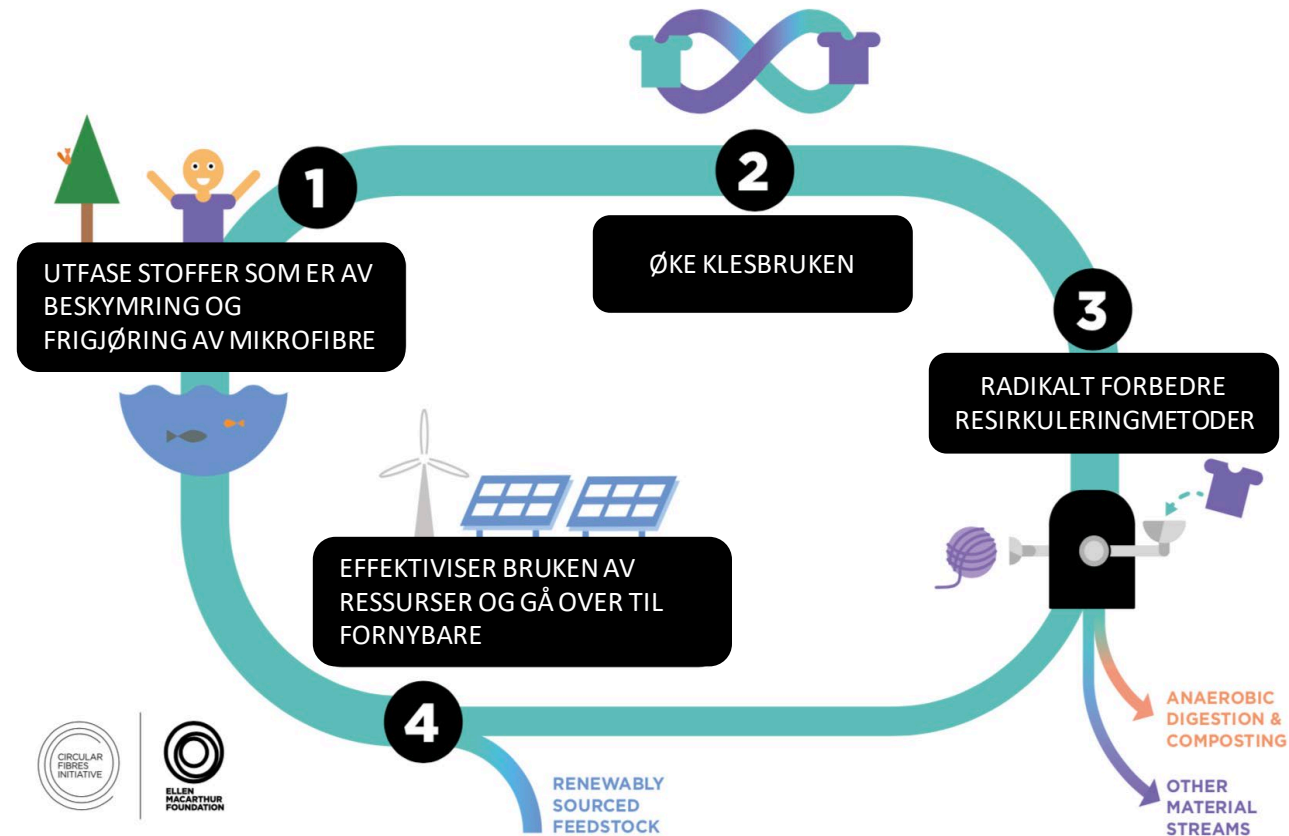 1
UTFASE STOFFER SOM ER AV
BESKYMRING OG
FRIGJØRING AV MIKROFIBRE
2
ØKE KLESBRUKEN
3
RADIKALT FORBEDRE
RESIRKULERINGMETODER
EFFEKTIVISER BRUKEN AV
RESSURSER OG GÅ OVER TIL
FORNYBARE
4
ANAEROBIC
DIGESTION &
COMPOSTING
OTHER
MATERIAL
STREAMS
RENEWABLY
SOURCED
FEEDSTOCK
CIRCULAR
FIBRES
INITIATIVE
ELLEN
MACARTHUR
FOUNDATION